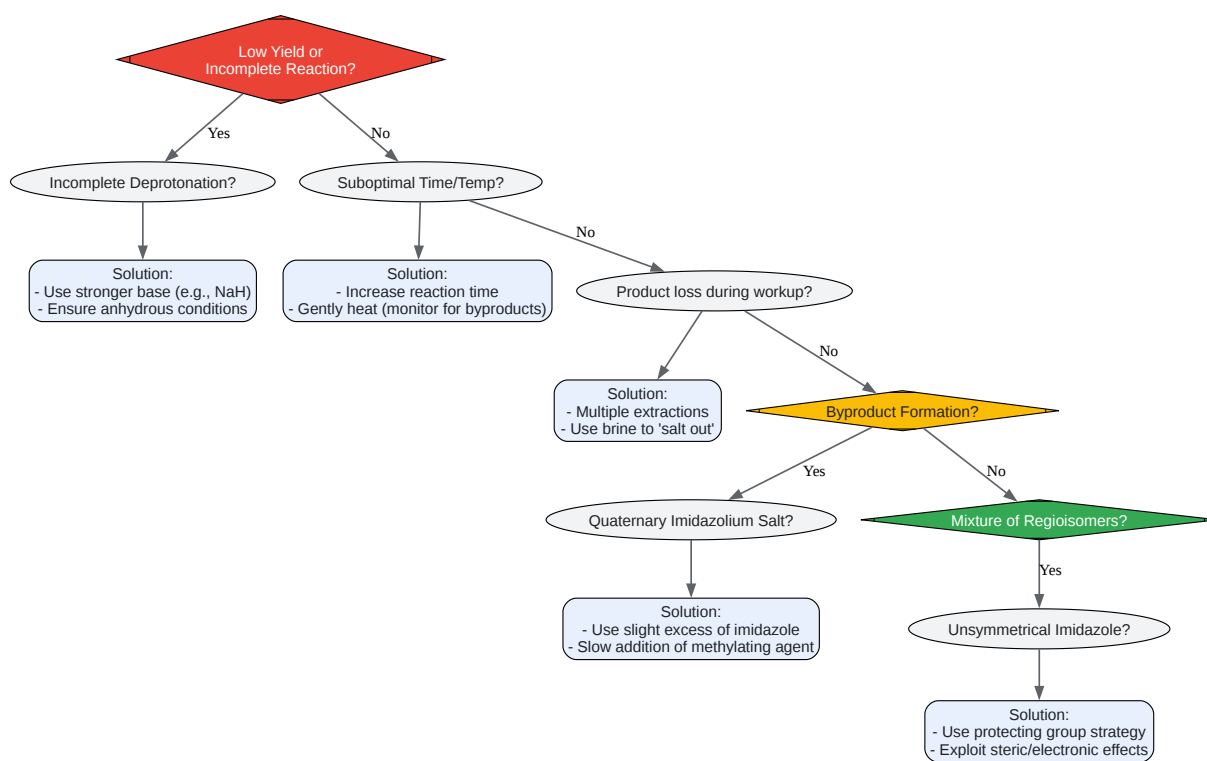 Low Yield or
Incomplete Reaction?
Yes
No
Incomplete Deprotonation?
Suboptimal Time/Temp?
No
Solution:
- Use stronger base (e.g., NaH)
- Ensure anhydrous conditions
Solution:
- Increase reaction time
- Gently heat (monitor for byproducts)
Product loss during workup?
No
Solution:
- Multiple extractions
- Use brine to 'salt out'
Byproduct Formation?
Yes
No
Quaternary Imidazolium Salt?
Mixture of Regioisomers?
Yes
Solution:
- Use slight excess of imidazole
- Slow addition of methylating agent
Unsymmetrical Imidazole?
Solution:
- Use protecting group strategy
- Exploit steric/electronic effects